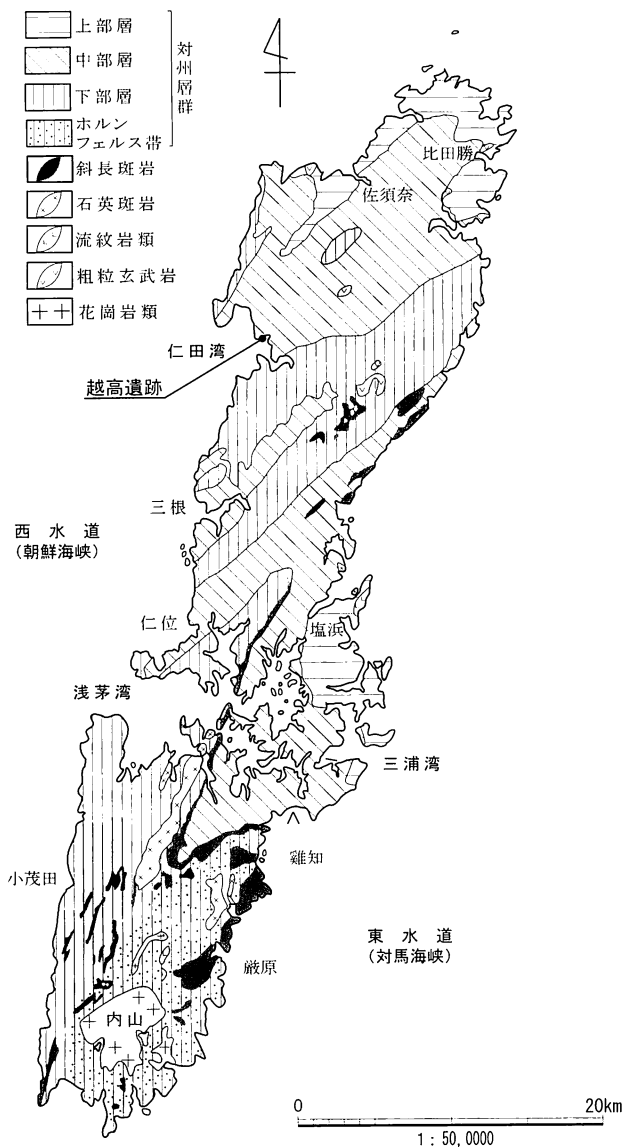 上部層
中部層
下部層
ホルン
フェルス帯
対州層群
斜長斑岩
石英斑岩
流紋岩類
粗粒玄武岩
花崗岩類
比田勝
佐須奈
仁田湾
越高遺跡
三根
西水道
(朝鮮海峡)
仁位
塩浜
浅茅湾
三浦湾
雞知
小茂田
東水道
(対馬海峡)
厳原
内山
0 20km
1:50,0000